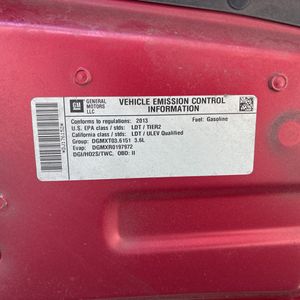 GM
GENERAL MOTORS LLC
VEHICLE EMISSION CONTROL INFORMATION
Conforms to regulations: 2013 Fuel: Gasoline
U.S. EPA class / stds: LDT / TIER2
California class / stds: LDT / ULEV Qualified
Group: DGMXT03.6151 3.6L
Evap: DGMXR0197972
DGI/HO2S/TWC, OBD: II